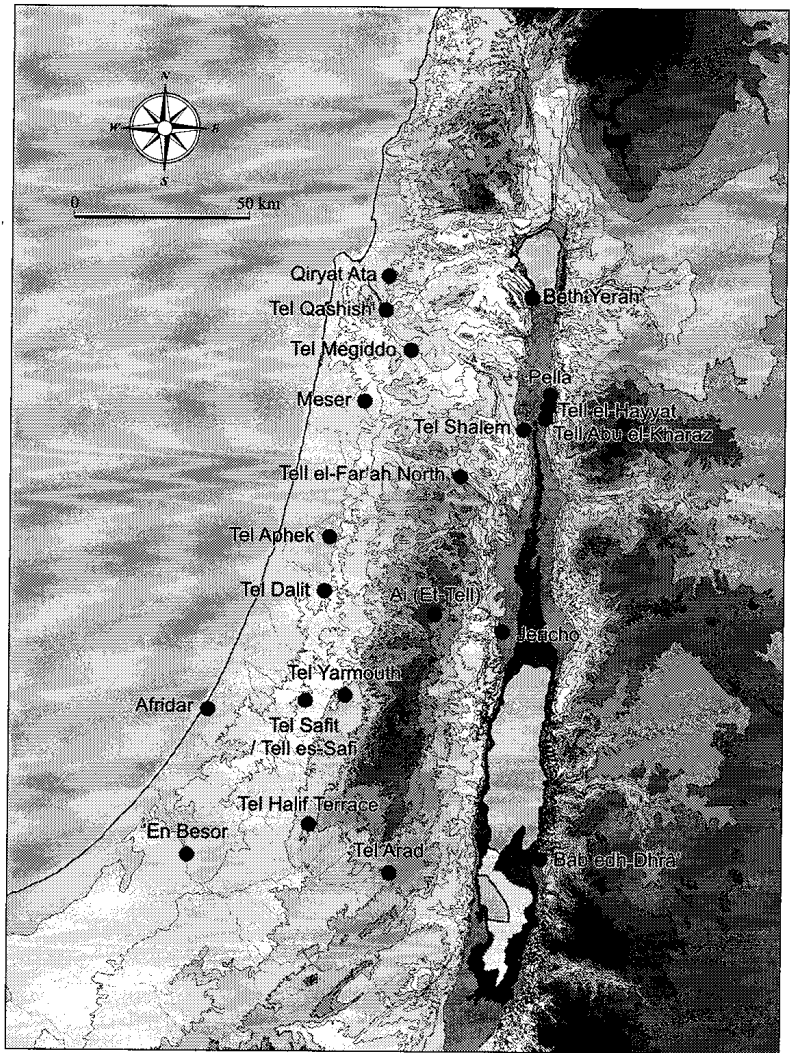 N
W E
S
0 50 km
Qiryat Ata
Beth Yerah
Tel Qashish
Tel Megiddo
Pella
Meser
Tell el-Hayyat
Tel Shalem
Tell Abu el-Kharaz
Tell el-Far'ah North
Tel Aphek
Tel Dalit
Ai (Et-Tell)
Jericho
Tel Yarmouth
Afridar
Tel Safit
/ Tell es-Safi
Tel Halif Terrace
En Besor
Tel Arad
Bab edh-Dhra'